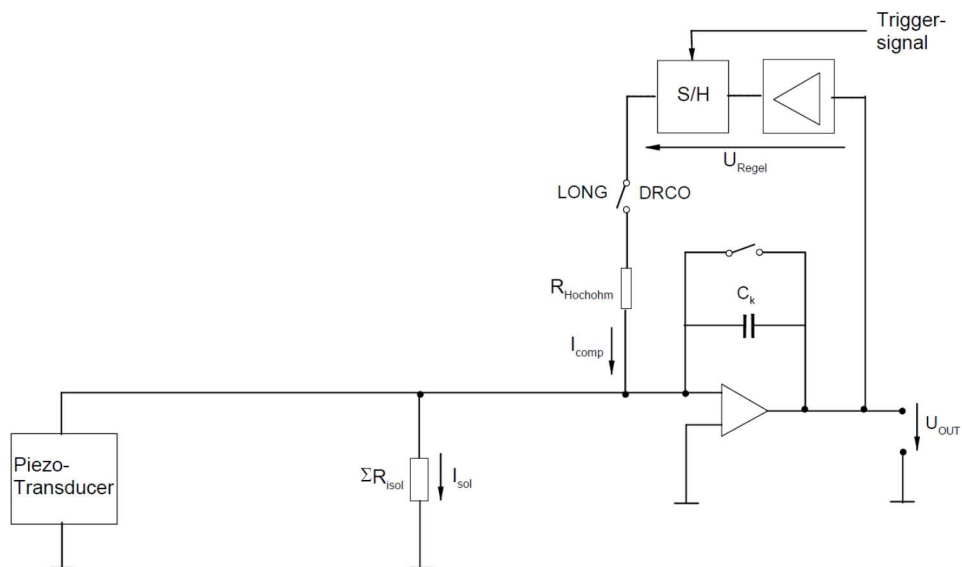 Trigger-
signal
S/H
U_Regel
LONG DRCO
R_Hochohm
C_k
I_comp
Piezo-
Transducer
ΣR_isol
I_sol
U_OUT